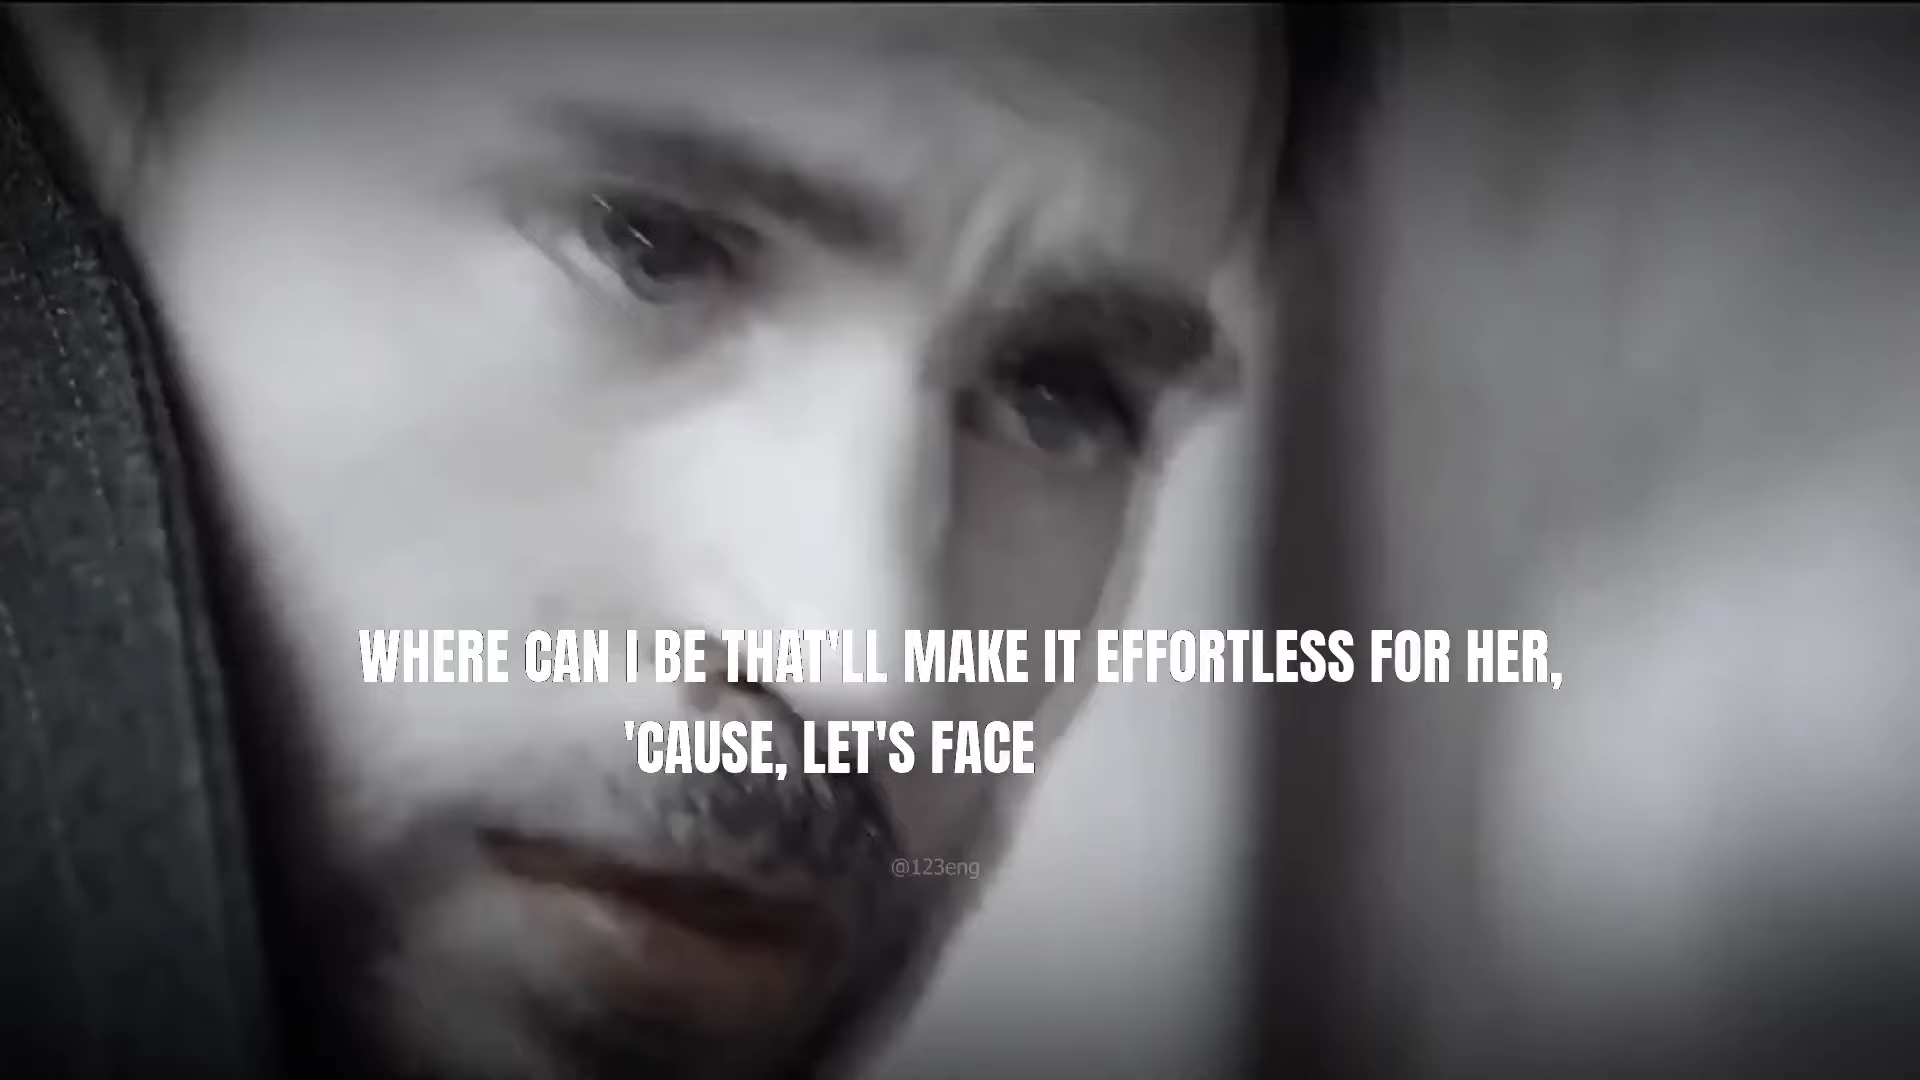 WHERE CAN I BE THAT'LL MAKE IT EFFORTLESS FOR HER,
'CAUSE, LET'S FACE
@123eng